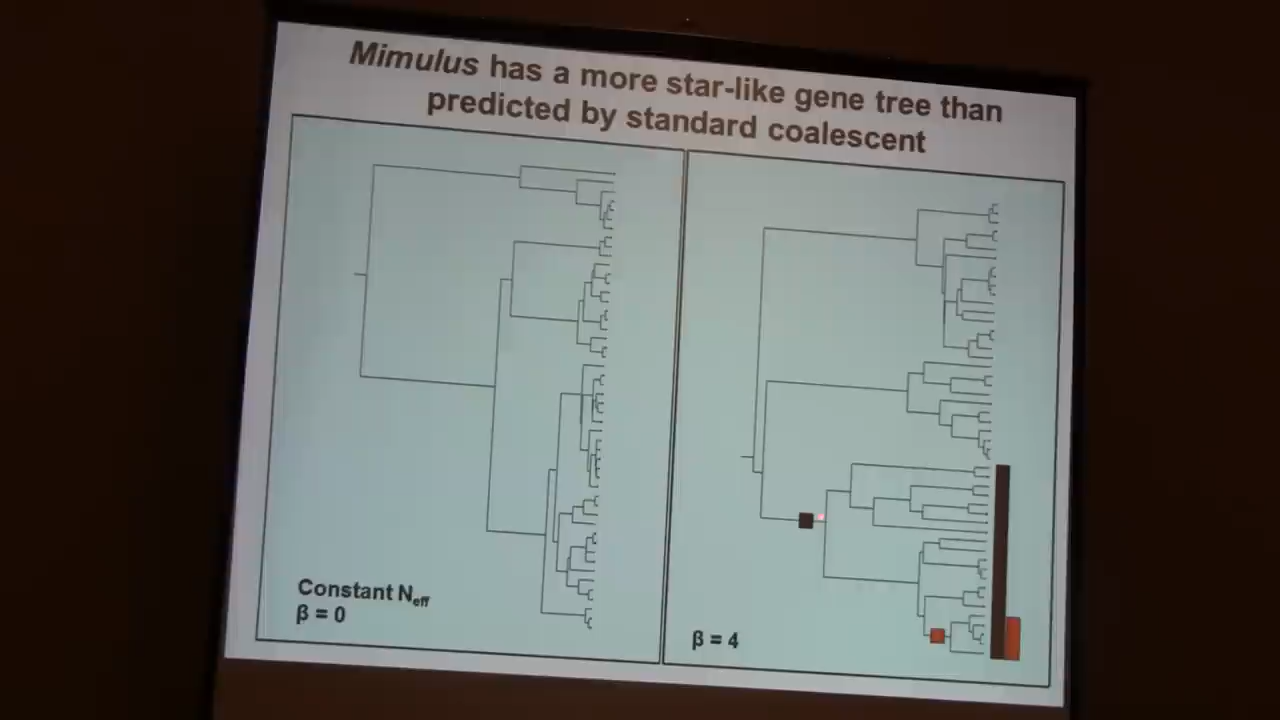 Mimulus has a more star-like gene tree than
predicted by standard coalescent
Constant Neff
β = 0
β = 4